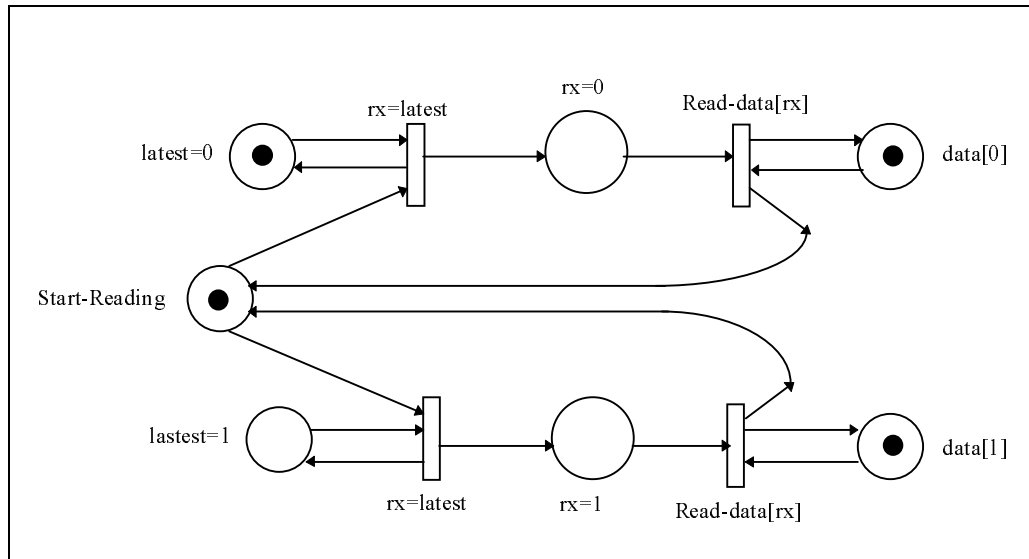 rx=0
rx=latest
Read-data[rx]
latest=0
data[0]
Start-Reading
lastest=1
data[1]
rx=latest
rx=1
Read-data[rx]